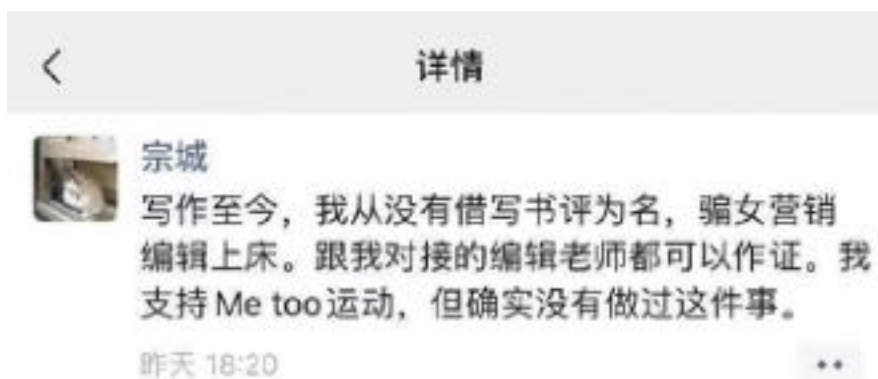 详情
宗城
写作至今，我从没有借写书评为名，骗女营销
编辑上床。跟我对接的编辑老师都可以作证。我
支持 Me too运动，但确实没有做过这件事。
昨天 18:20